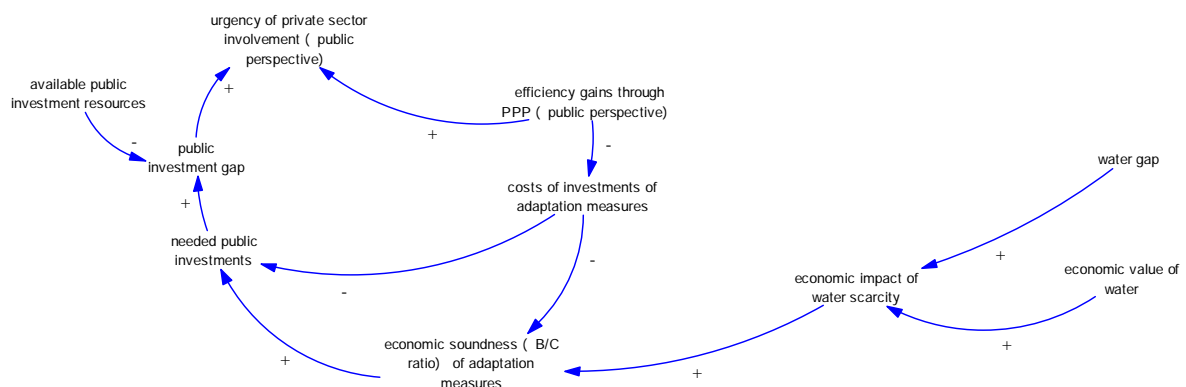 urgency of private sector
involvement ( public
perspective)
available public
investment resources
+
efficiency gains through
PPP ( public perspective)
-
+
public
investment gap
-
water gap
costs of investments of
adaptation measures
+
needed public
investments
-
+
economic value of
water
economic impact of
water scarcity
-
+
economic soundness ( B/C
ratio) of adaptation
measures
+
+